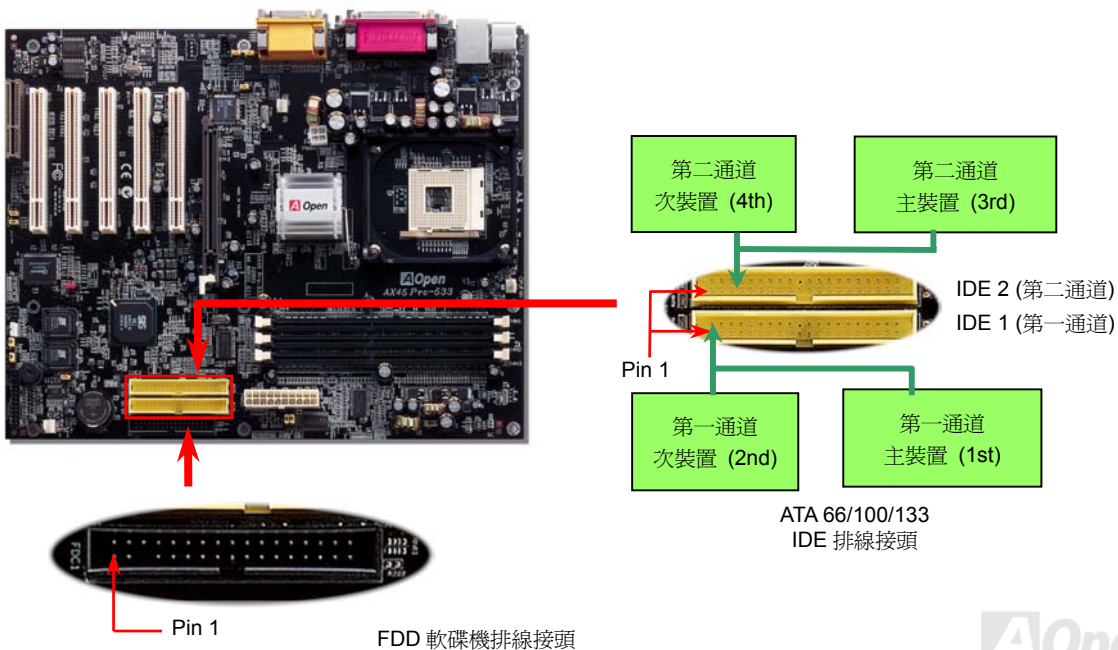 AOpen
AOpen
AX45 Pro-533
第二通道
次裝置 (4th)
第二通道
主裝置 (3rd)
IDE 2 (第二通道)
IDE 1 (第一通道)
Pin 1
第一通道
次裝置 (2nd)
第一通道
主裝置 (1st)
ATA 66/100/133
IDE 排線接頭
FDC1
Pin 1
FDD 軟碟機排線接頭